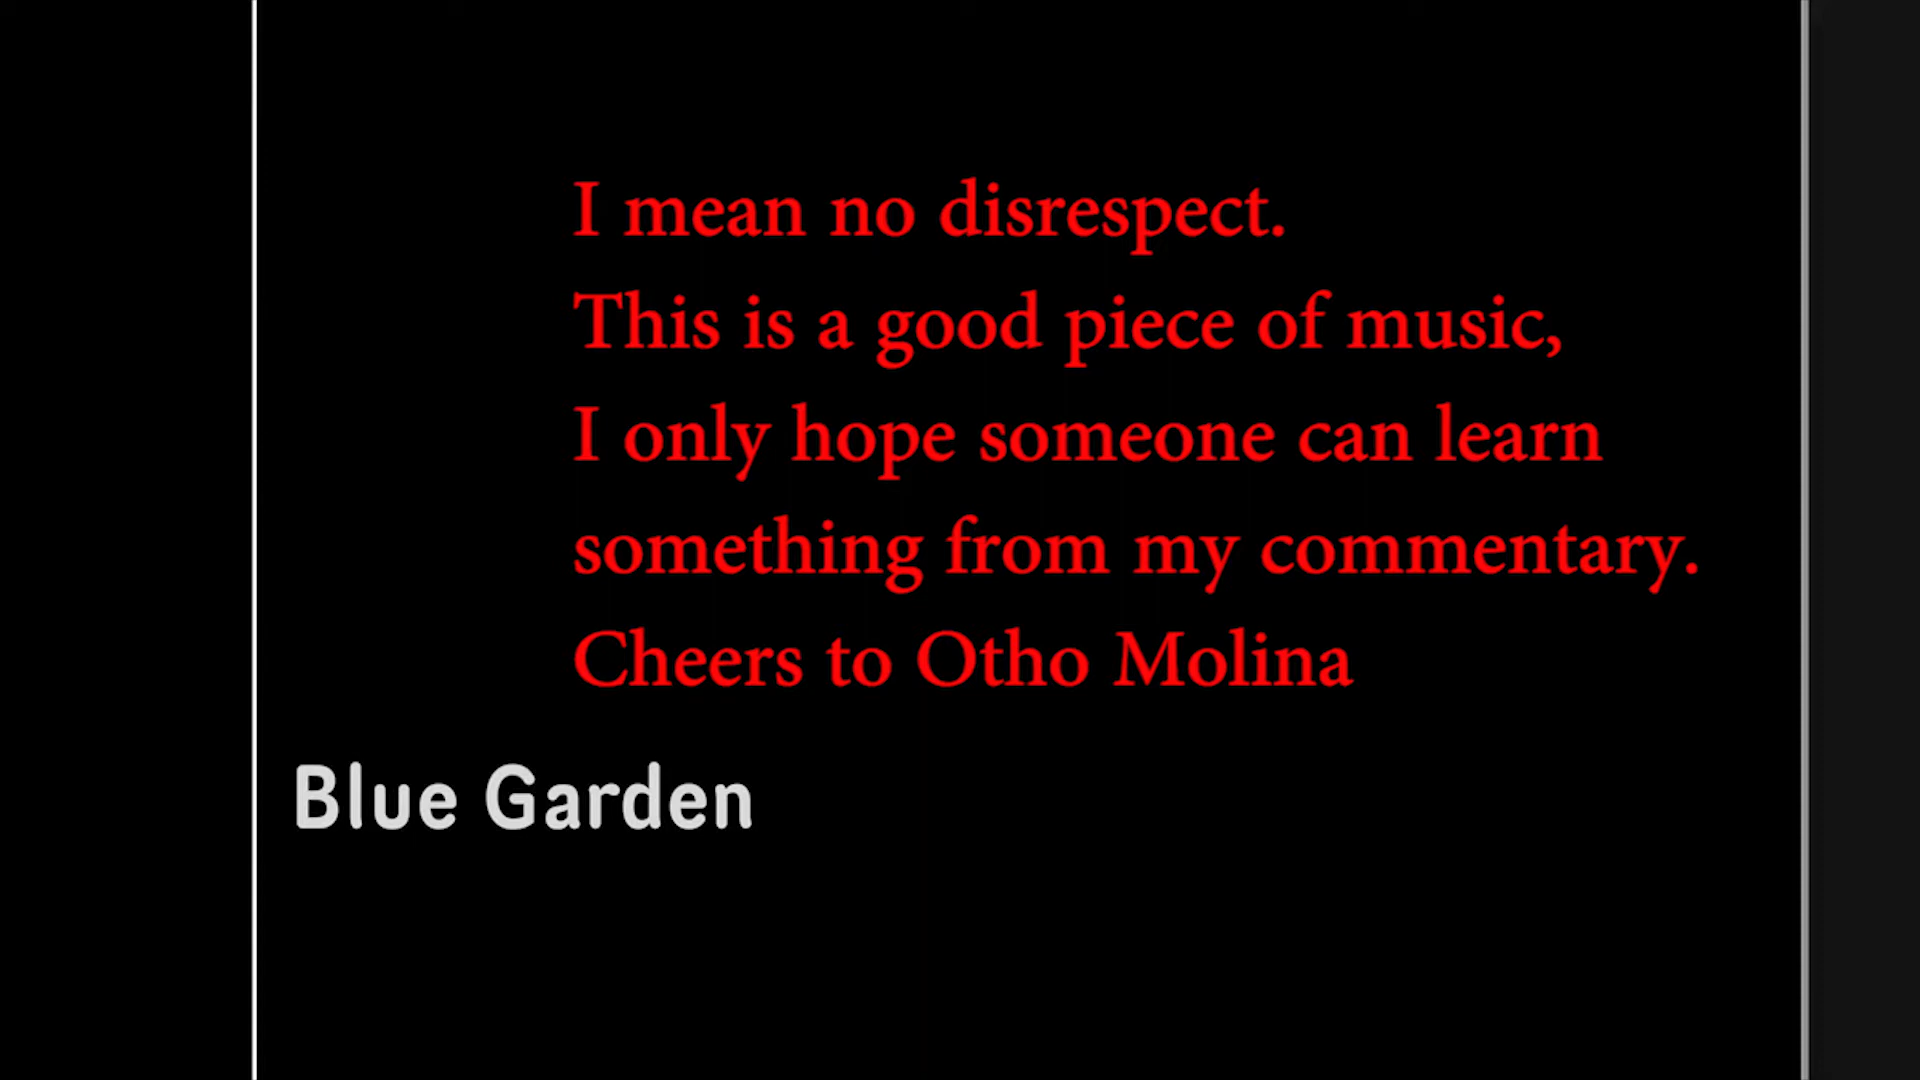 I mean no disrespect.
This is a good piece of music,
I only hope someone can learn
something from my commentary.
Cheers to Otho Molina
Blue Garden